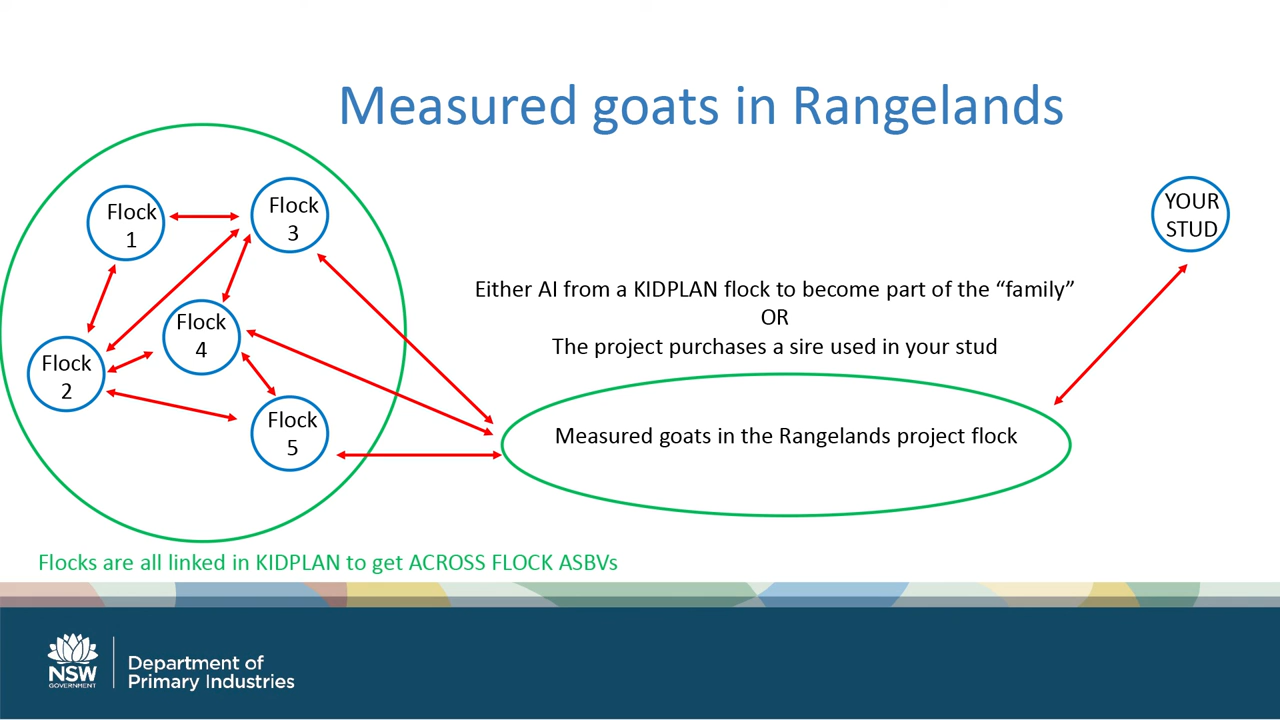 Measured goats in Rangelands
Flock
1
Flock
3
YOUR
STUD
Either AI from a KIDPLAN flock to become part of the “family”
OR
The project purchases a sire used in your stud
Flock
4
Flock
2
Flock
5
Measured goats in the Rangelands project flock
Flocks are all linked in KIDPLAN to get ACROSS FLOCK ASBVs
NSW
GOVERNMENT
Department of
Primary Industries